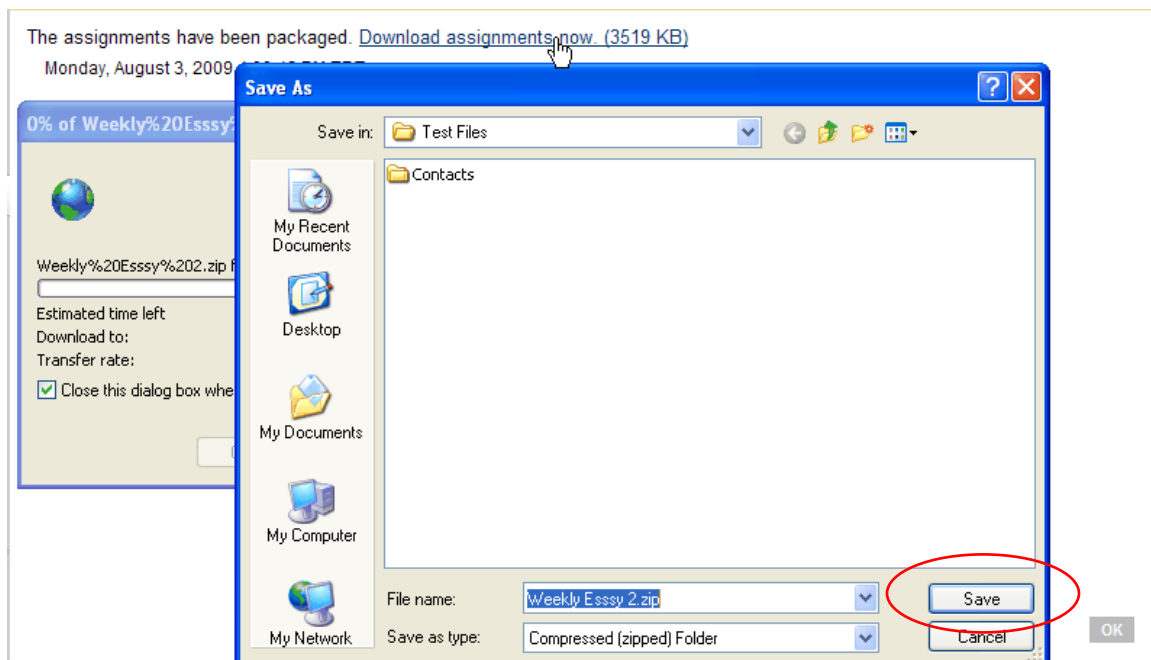 The assignments have been packaged. Download assignments now. (3519 KB)
Monday, August 3, 2009
Save As
0% of Weekly%20Esssy%
Save in: Test Files
Contacts
My Recent
Documents
Weekly%20Esssy%202.zip f
Estimated time left
Desktop
Download to:
Transfer rate:
Close this dialog box whe
My Documents
My Computer
File name: Weekly Esssy 2.zip Save
My Network Save as type: Compressed (zipped) Folder Cancel
OK